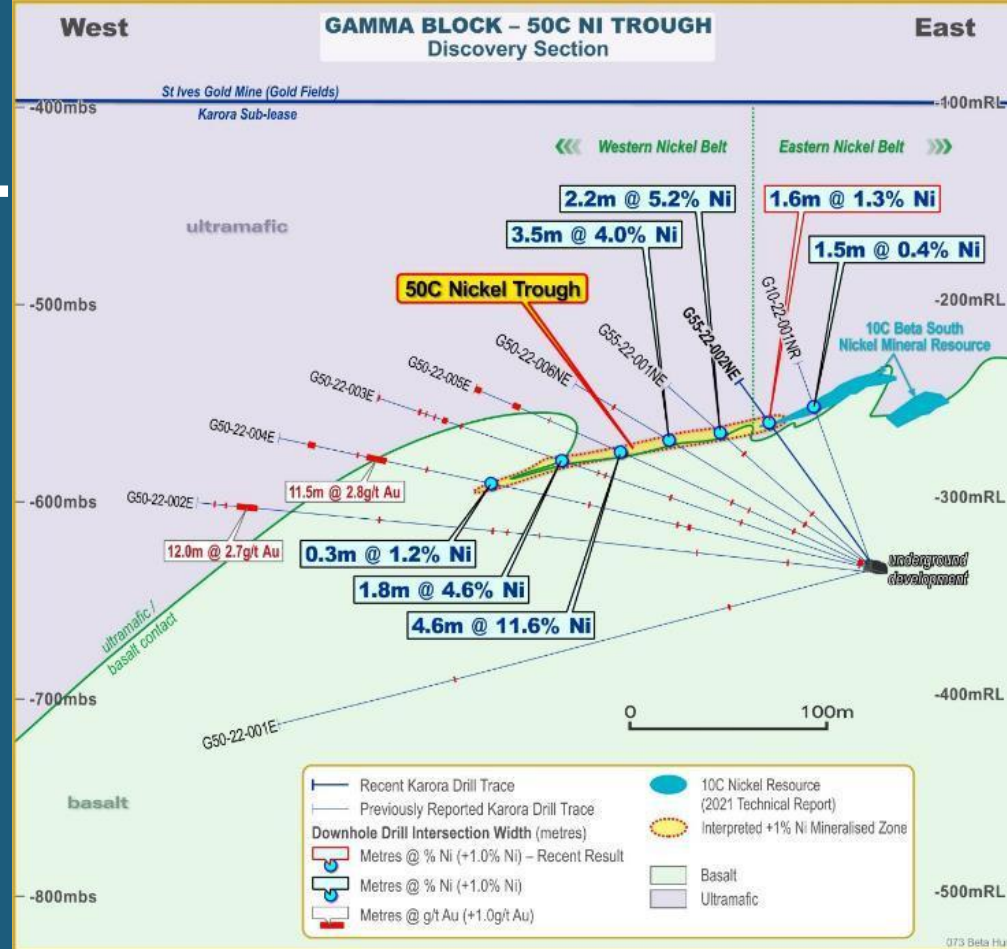 West
GAMMA BLOCK – 50C NI TROUGH
Discovery Section
East
St Ives Gold Mine (Gold Fields)
-400mbs
-100mRL
Karora Sub-lease
Western Nickel Belt
Eastern Nickel Belt
2.2m @ 5.2% Ni
1.6m @ 1.3% Ni
ultramafic
3.5m @ 4.0% Ni
1.5m @ 0.4% Ni
50C Nickel Trough
-500mbs
-200mRL
G10-22-001NR
G55-22-002NE
G55-22-001NE
G50-22-006NE
10C Beta South
Nickel Mineral Resource
G50-22-005E
G50-22-003E
G50-22-004E
11.5m @ 2.8g/t Au
-600mbs
G50-22-002E
-300mRL
12.0m @ 2.7g/t Au
0.3m @ 1.2% Ni
underground
development
1.8m @ 4.6% Ni
4.6m @ 11.6% Ni
ultramafic /
basalt contact
-700mbs
-400mRL
G50-22-001E
0
100m
basalt
Recent Karora Drill Trace
Previously Reported Karora Drill Trace
Downhole Drill Intersection Width (metres)
Metres @ % Ni (+1.0% Ni) – Recent Result
Metres @ % Ni (+1.0% Ni)
Metres @ g/t Au (+1.0g/t Au)
10C Nickel Resource
(2021 Technical Report)
Interpreted +1% Ni Mineralised Zone
Basalt
Ultramafic
-800mbs
-500mRL
073 Beta Hu